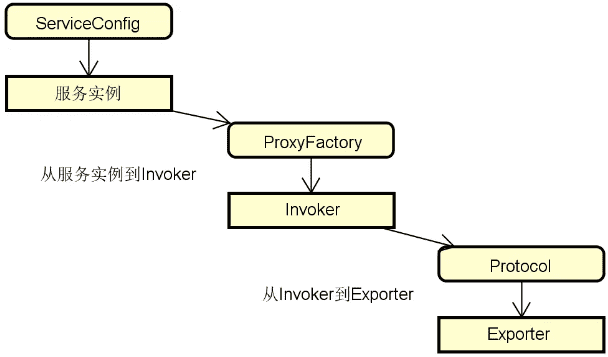 ServiceConfig
服务实例
ProxyFactory
从服务实例到Invoker
Invoker
Protocol
从Invoker到Exporter
Exporter